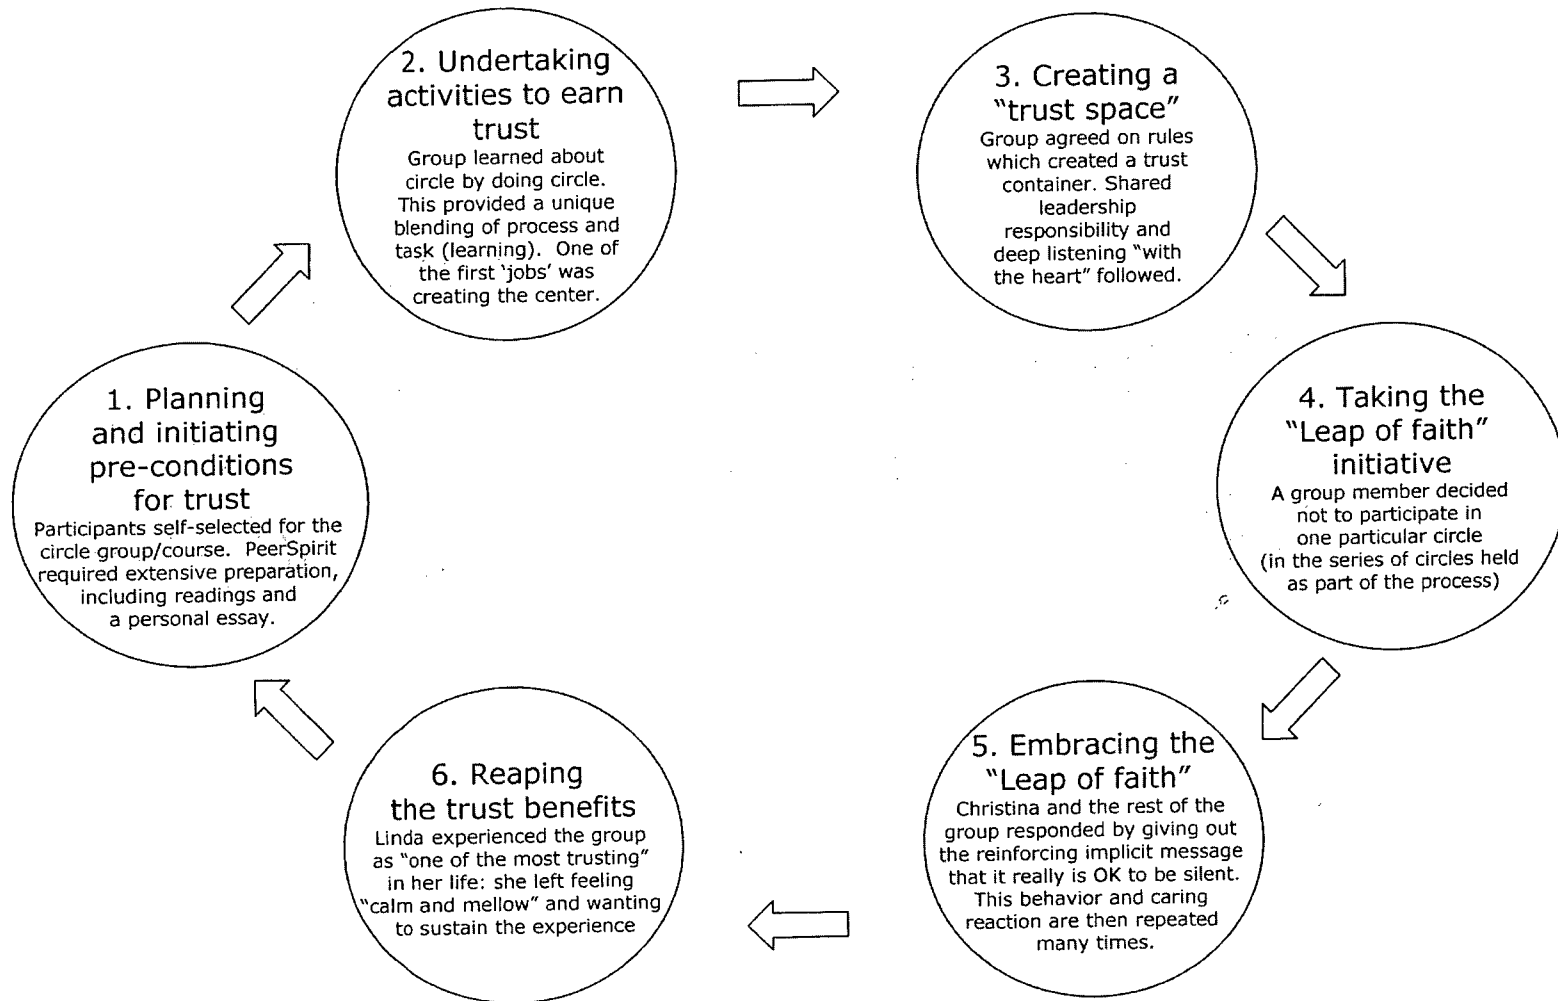 1. Planning
and initiating
pre-conditions
for trust
Participants self-selected for the
circle group/course. PeerSpirit
required extensive preparation,
including readings and
a personal essay.
2. Undertaking
activities to earn
trust
Group learned about
circle by doing circle.
This provided a unique
blending of process and
task (learning). One of
the first 'jobs' was
creating the center.
3. Creating a
"trust space"
Group agreed on rules
which created a trust
container. Shared
leadership
responsibility and
deep listening "with
the heart" followed.
4. Taking the
"Leap of faith"
initiative
A group member decided
not to participate in
one particular circle
(in the series of circles held
as part of the process)
5. Embracing the
"Leap of faith"
Christina and the rest of the
group responded by giving out
the reinforcing implicit message
that it really is OK to be silent.
This behavior and caring
reaction are then repeated
many times.
6. Reaping
the trust benefits
Linda experienced the group
as "one of the most trusting"
in her life: she left feeling
"calm and mellow" and wanting
to sustain the experience